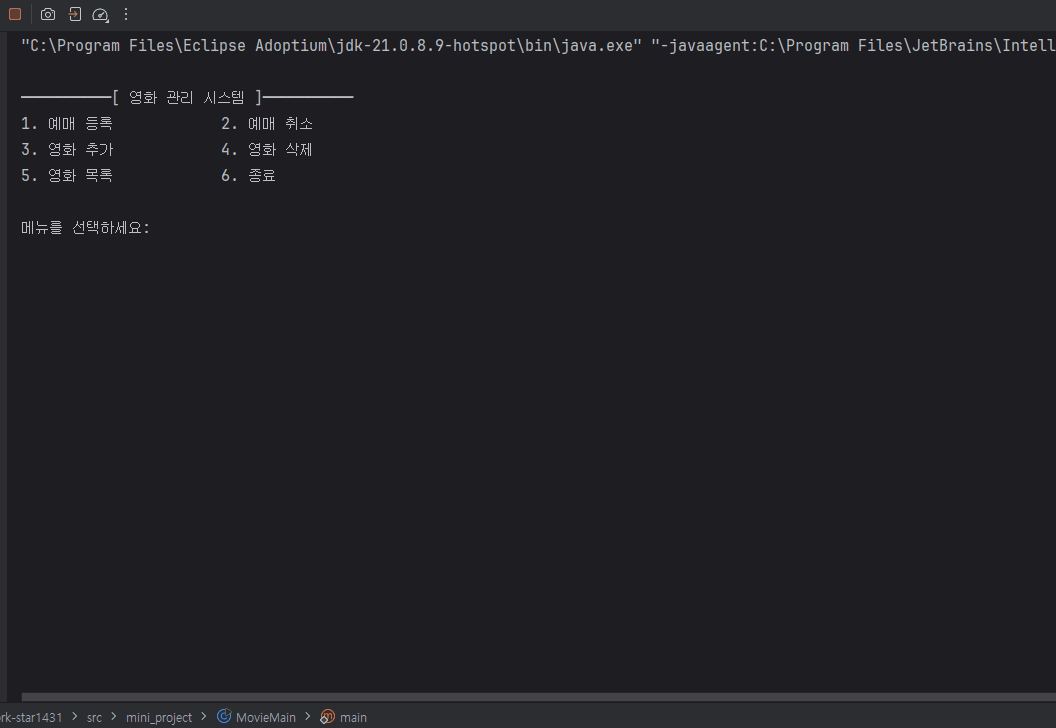 "C:\Program Files\Eclipse Adoptium\jdk-21.0.8.9-hotspot\bin\java.exe" "-javaagent:C:\Program Files\JetBrains\Intell
──────────[ 영화 관리 시스템 ]──────────
1. 예매 등록 2. 예매 취소
3. 영화 추가 4. 영화 삭제
5. 영화 목록 6. 종료
메뉴를 선택하세요:
rk-star1431 > src > mini_project > MovieMain > main